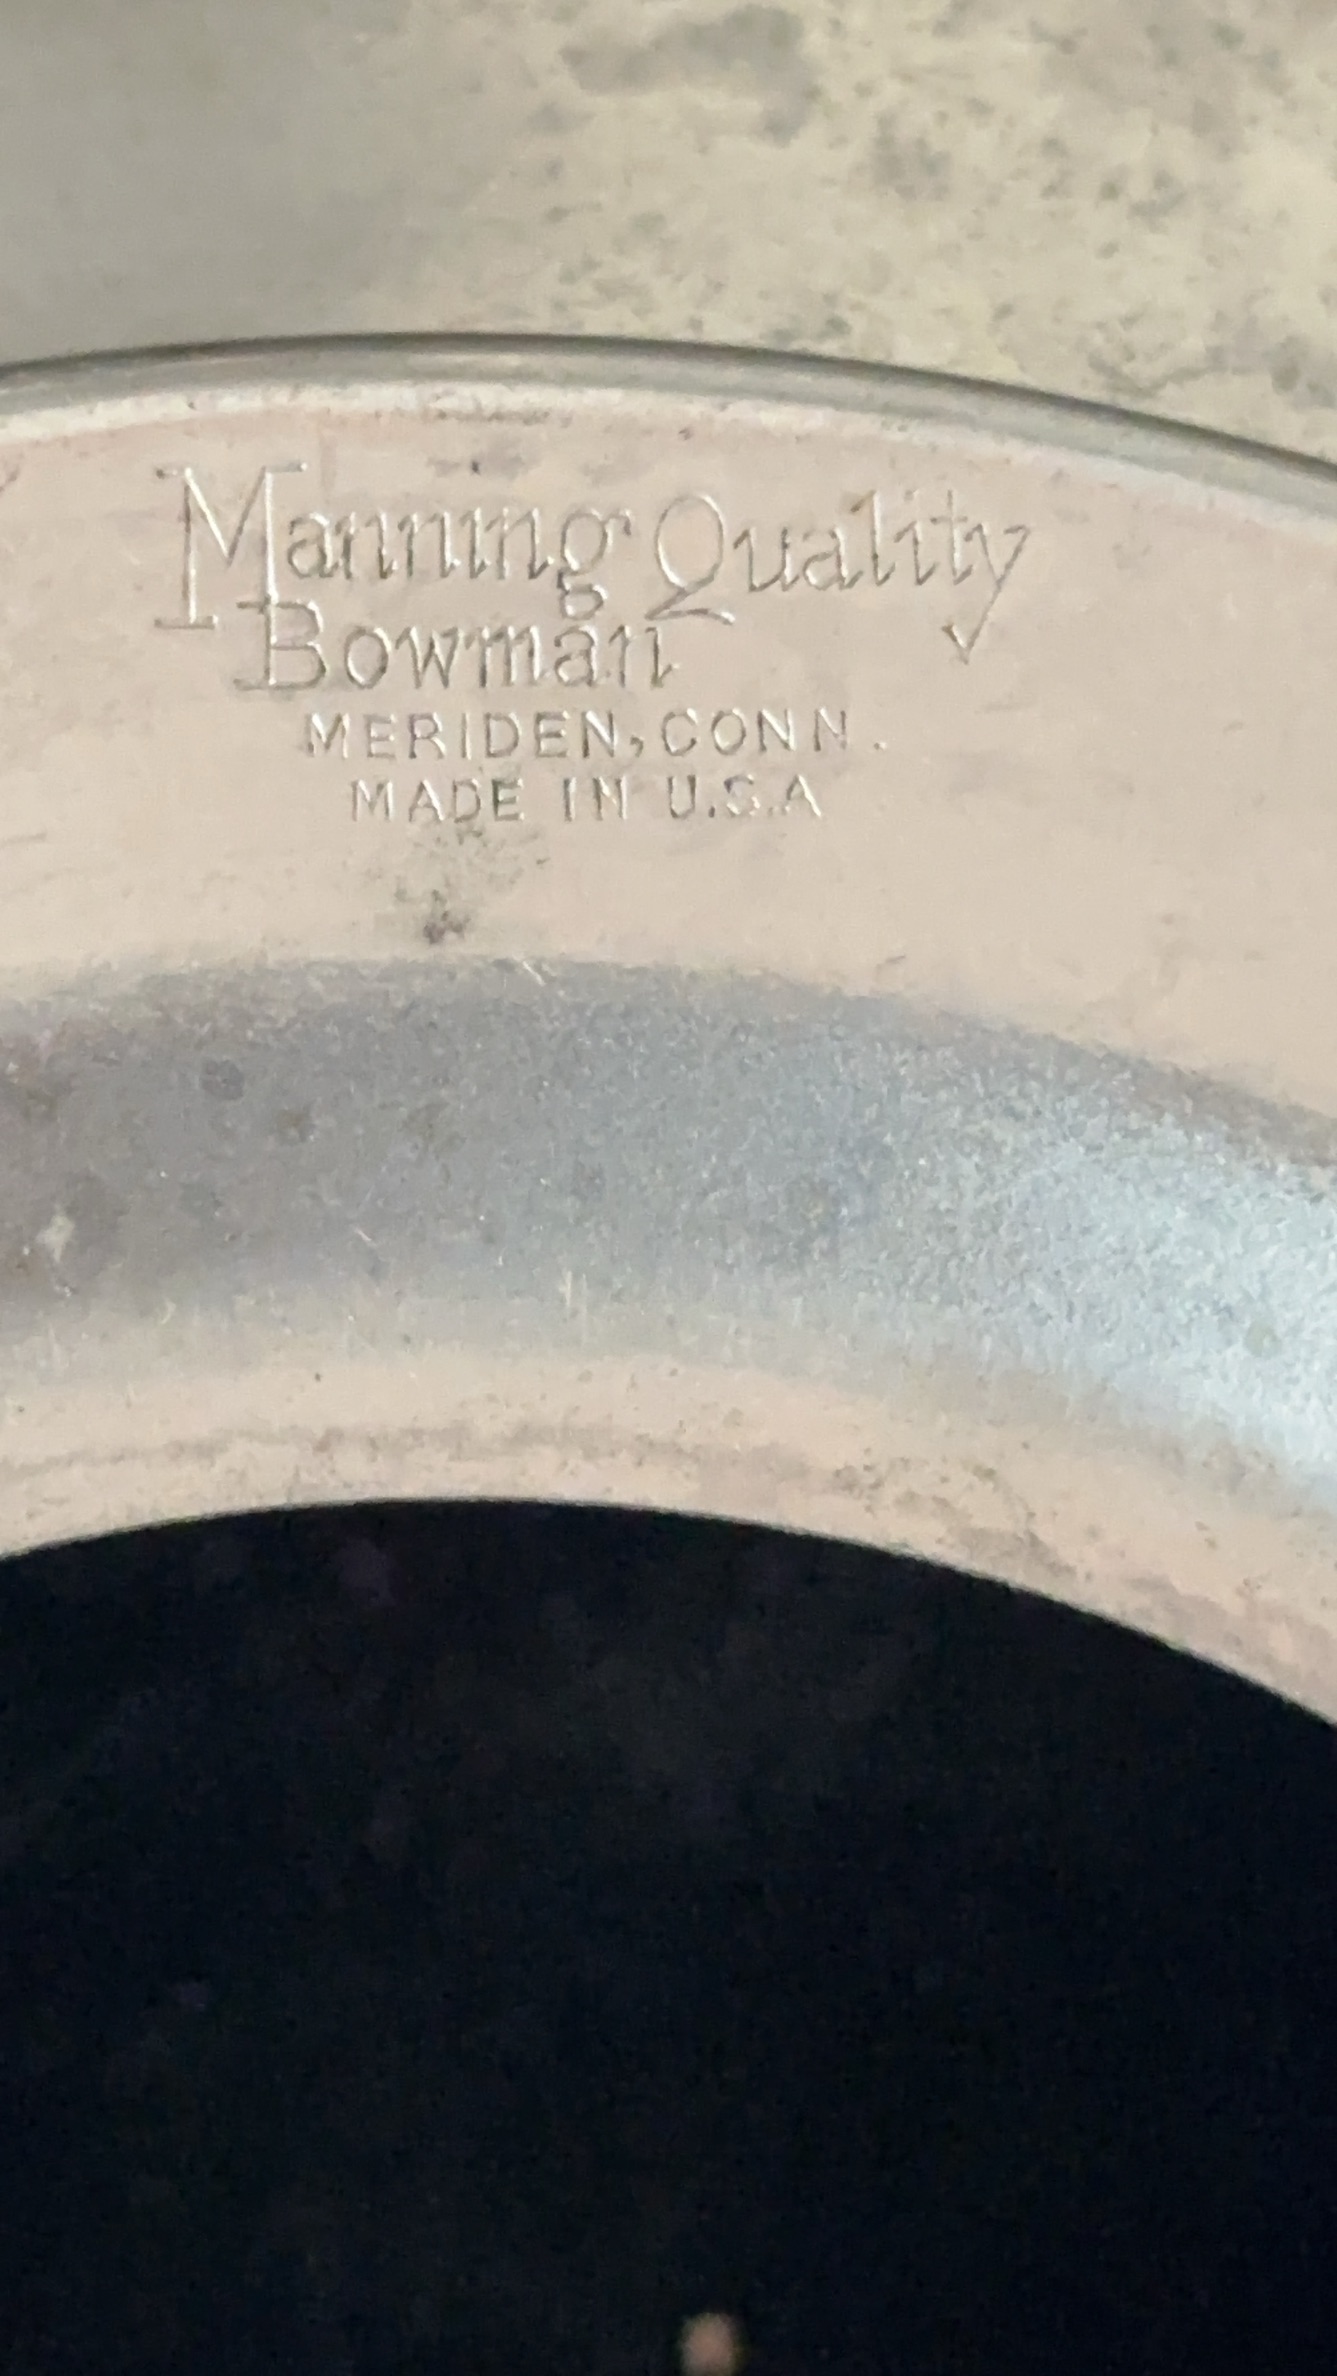 Manning Quality
Bowman
MERIDEN, CONN.
MADE IN U.S.A